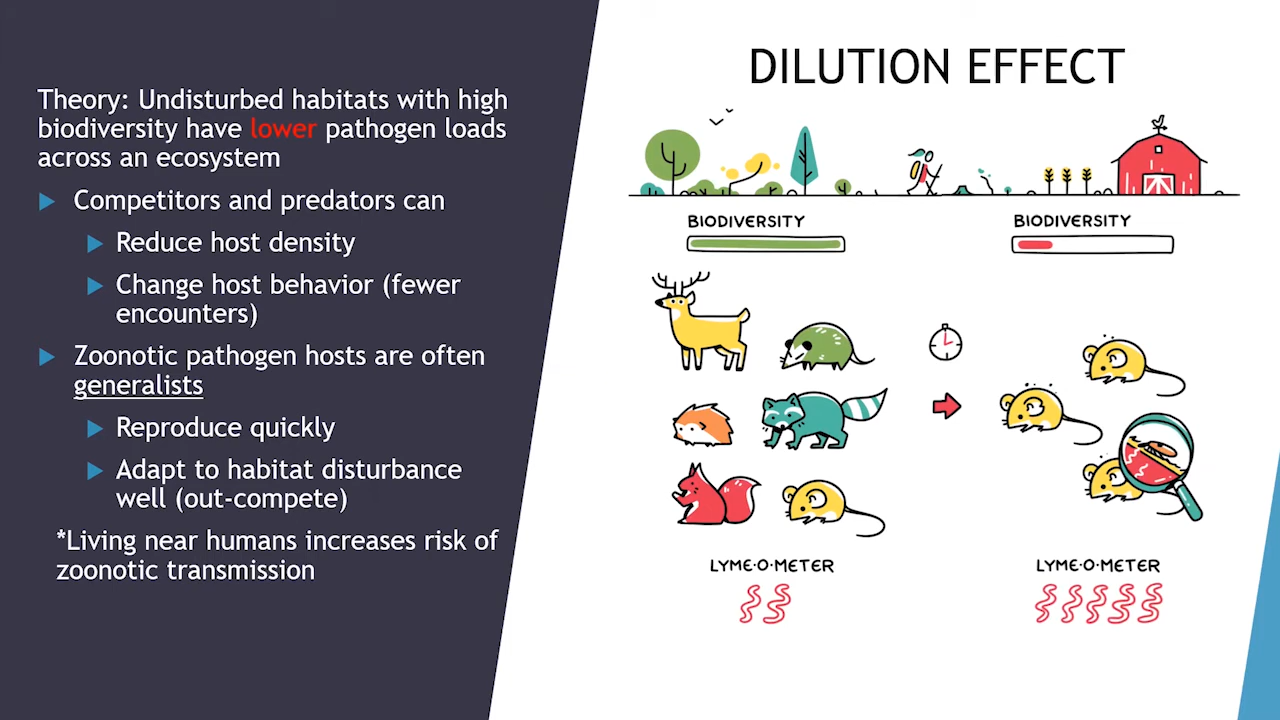 Theory: Undisturbed habitats with high
biodiversity have lower pathogen loads
across an ecosystem
Competitors and predators can
Reduce host density
Change host behavior (fewer
encounters)
Zoonotic pathogen hosts are often
generalists
Reproduce quickly
Adapt to habitat disturbance
well (out-compete)
*Living near humans increases risk of
zoonotic transmission
DILUTION EFFECT
BIODIVERSITY
BIODIVERSITY
LYME·O·METER
LYME·O·METER